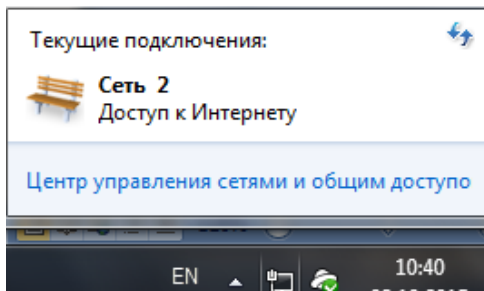 Текущие подключения:
Сеть 2
Доступ к Интернету
Центр управления сетями и общим доступо
EN
10:40